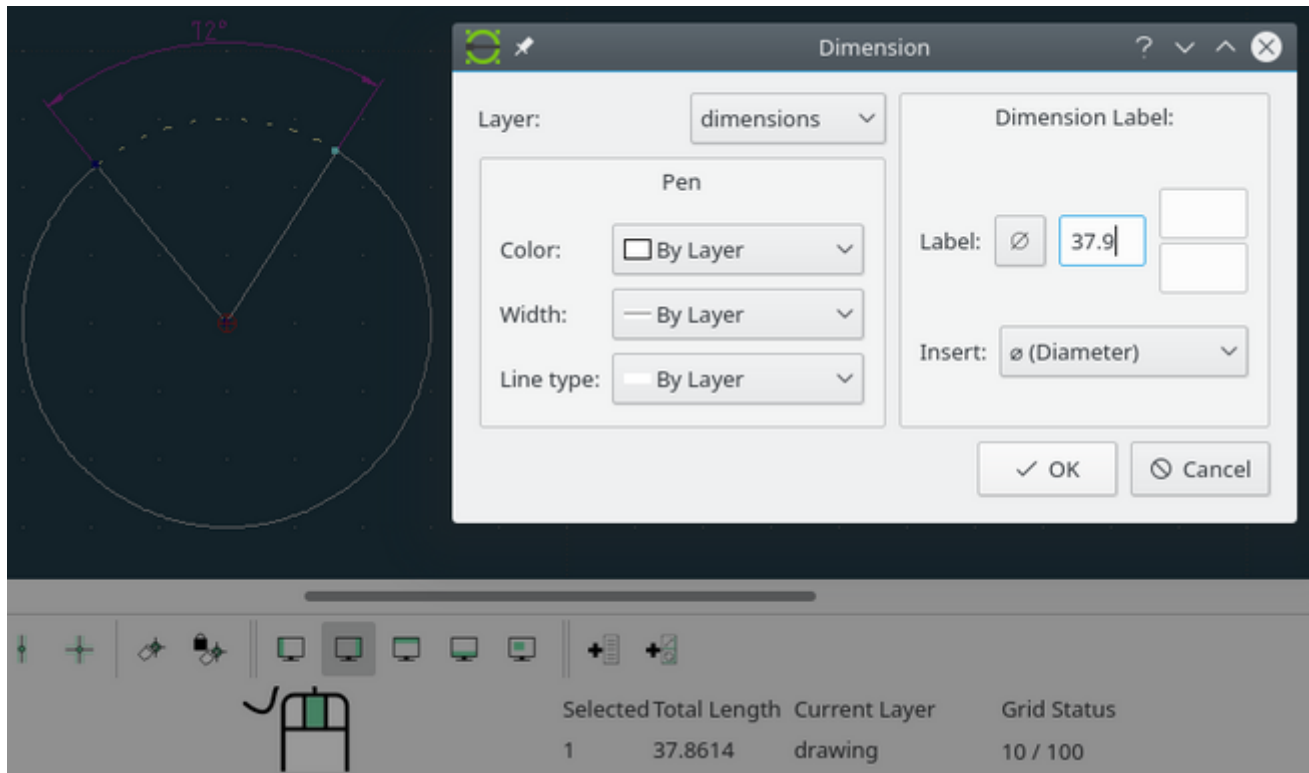 72°
Dimension
Layer: dimensions
Pen
Color: By Layer
Width: By Layer
Line type: By Layer
Dimension Label:
Label: ⌀ 37.9
Insert: ⌀ (Diameter)
OK Cancel
Selected Total Length Current Layer Grid Status
1 37.8614 drawing 10 / 100